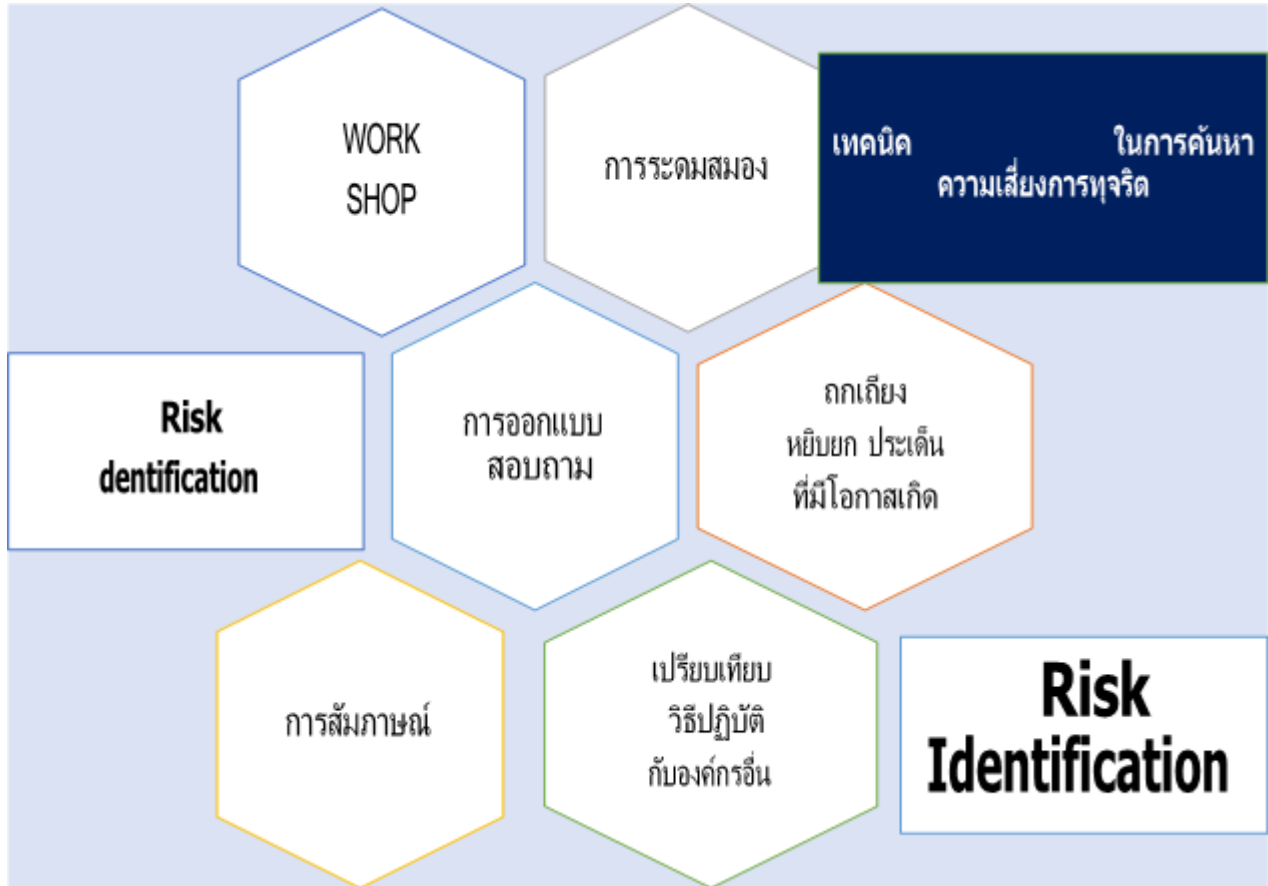 WORK
SHOP
การระดมสมอง
เทคนิค ในการค้นหา
ความเสี่ยงการทุจริต
Risk
dentification
การออกแบบ
สอบถาม
ถกเถียง
หยิบยก ประเด็น
ที่มีโอกาสเกิด
การสัมภาษณ์
เปรียบเทียบ
วิธีปฏิบัติ
กับองค์กรอื่น
Risk
Identification